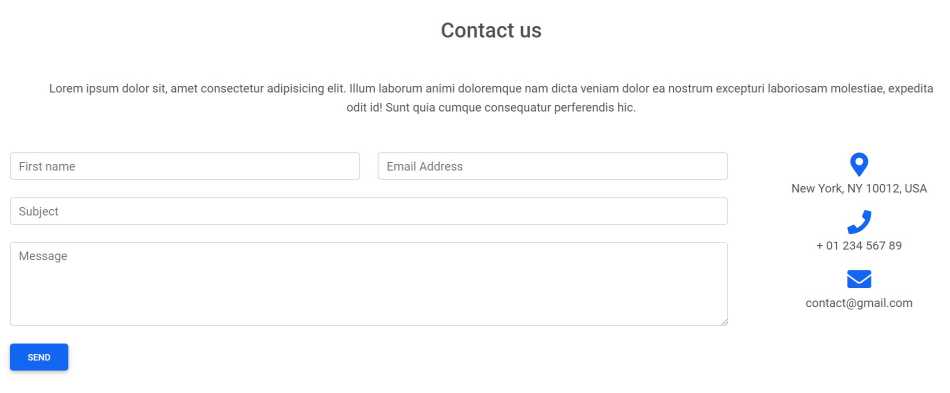 Contact us
Lorem ipsum dolor sit, amet consectetur adipisicing elit. Illum laborum animi doloremque nam dicta veniam dolor ea nostrum excepturi laboriosam molestiae, expedita
odit id! Sunt quia cumque consequatur perferendis hic.
First name
Email Address
Subject
Message
SEND
New York, NY 10012, USA
+ 01 234 567 89
contact@gmail.com